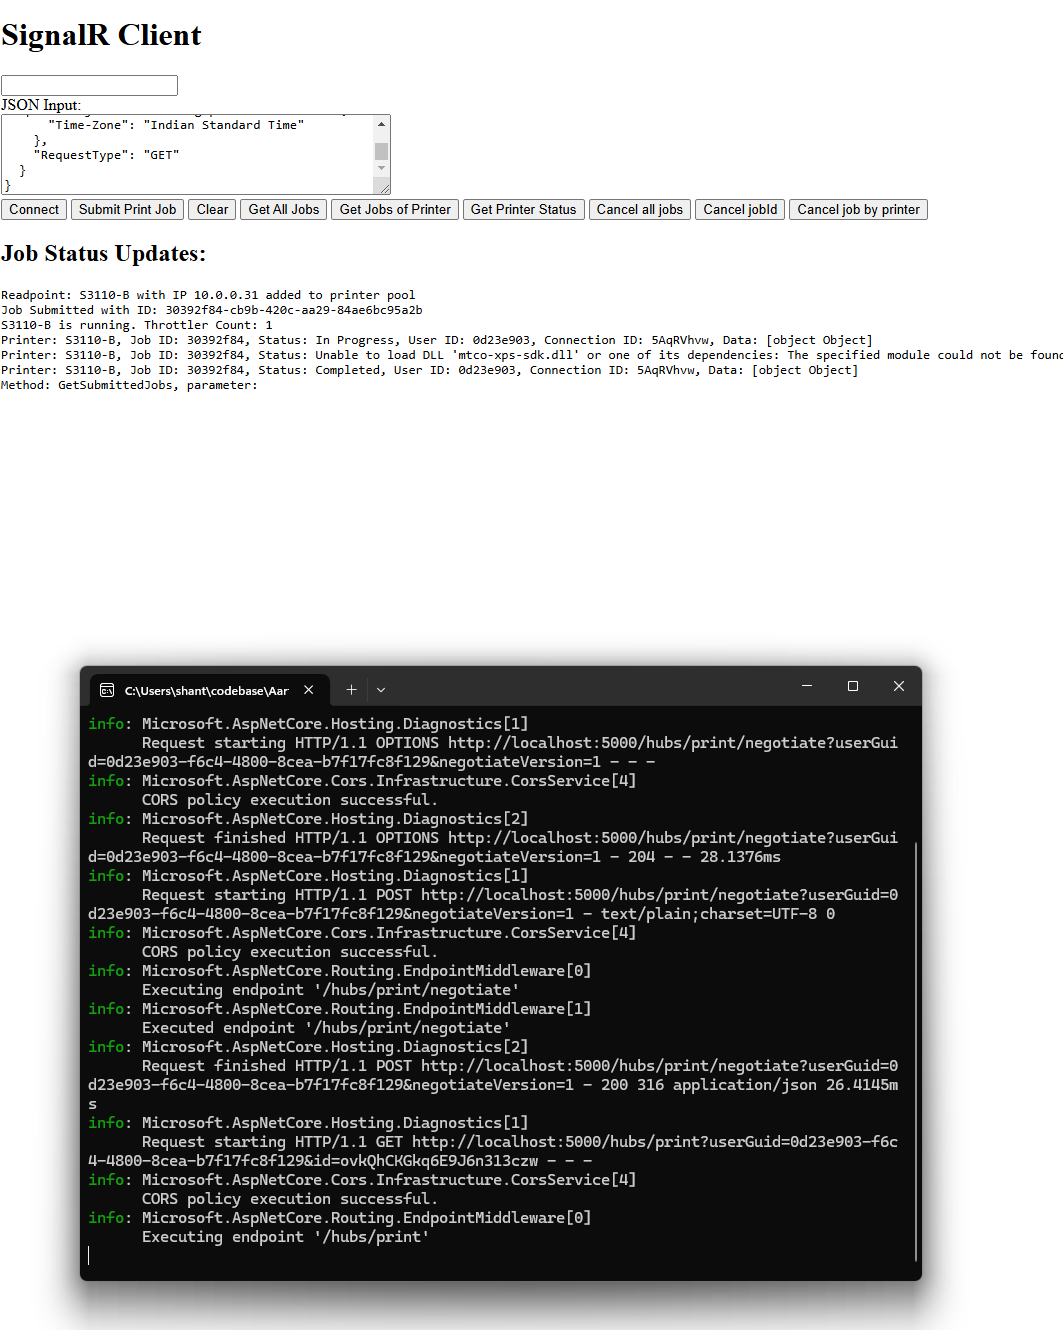 SignalR Client
JSON Input:
"Time-Zone": "Indian Standard Time"
},
"RequestType": "GET"
}
}
Connect Submit Print Job Clear Get All Jobs Get Jobs of Printer Get Printer Status Cancel all jobs Cancel jobId Cancel job by printer
Job Status Updates:
Readpoint: S3110-B with IP 10.0.0.31 added to printer pool
Job Submitted with ID: 30392f84-cb9b-420c-aa29-84ae6bc95a2b
S3110-B is running. Throttler Count: 1
Printer: S3110-B, Job ID: 30392f84, Status: In Progress, User ID: 0d23e903, Connection ID: 5AqRVhvw, Data: [object Object]
Printer: S3110-B, Job ID: 30392f84, Status: Unable to load DLL 'mtco-xps-sdk.dll' or one of its dependencies: The specified module could not be found
Printer: S3110-B, Job ID: 30392f84, Status: Completed, User ID: 0d23e903, Connection ID: 5AqRVhvw, Data: [object Object]
Method: GetSubmittedJobs, parameter:
C:\Users\shant\codebase\Aar
info: Microsoft.AspNetCore.Hosting.Diagnostics[1]
Request starting HTTP/1.1 OPTIONS http://localhost:5000/hubs/print/negotiate?userGui
d=0d23e903-f6c4-4800-8cea-b7f17fc8f129&negotiateVersion=1 - - -
info: Microsoft.AspNetCore.Cors.Infrastructure.CorsService[4]
CORS policy execution successful.
info: Microsoft.AspNetCore.Hosting.Diagnostics[2]
Request finished HTTP/1.1 OPTIONS http://localhost:5000/hubs/print/negotiate?userGui
d=0d23e903-f6c4-4800-8cea-b7f17fc8f129&negotiateVersion=1 - 204 - - 28.1376ms
info: Microsoft.AspNetCore.Hosting.Diagnostics[1]
Request starting HTTP/1.1 POST http://localhost:5000/hubs/print/negotiate?userGuid=0
d23e903-f6c4-4800-8cea-b7f17fc8f129&negotiateVersion=1 - text/plain;charset=UTF-8 0
info: Microsoft.AspNetCore.Cors.Infrastructure.CorsService[4]
CORS policy execution successful.
info: Microsoft.AspNetCore.Routing.EndpointMiddleware[0]
Executing endpoint '/hubs/print/negotiate'
info: Microsoft.AspNetCore.Routing.EndpointMiddleware[1]
Executed endpoint '/hubs/print/negotiate'
info: Microsoft.AspNetCore.Hosting.Diagnostics[2]
Request finished HTTP/1.1 POST http://localhost:5000/hubs/print/negotiate?userGuid=0
d23e903-f6c4-4800-8cea-b7f17fc8f129&negotiateVersion=1 - 200 316 application/json 26.4145m
s
info: Microsoft.AspNetCore.Hosting.Diagnostics[1]
Request starting HTTP/1.1 GET http://localhost:5000/hubs/print?userGuid=0d23e903-f6c
4-4800-8cea-b7f17fc8f129&id=ovkQhCKGkq6E9J6n313czw - - -
info: Microsoft.AspNetCore.Cors.Infrastructure.CorsService[4]
CORS policy execution successful.
info: Microsoft.AspNetCore.Routing.EndpointMiddleware[0]
Executing endpoint '/hubs/print'